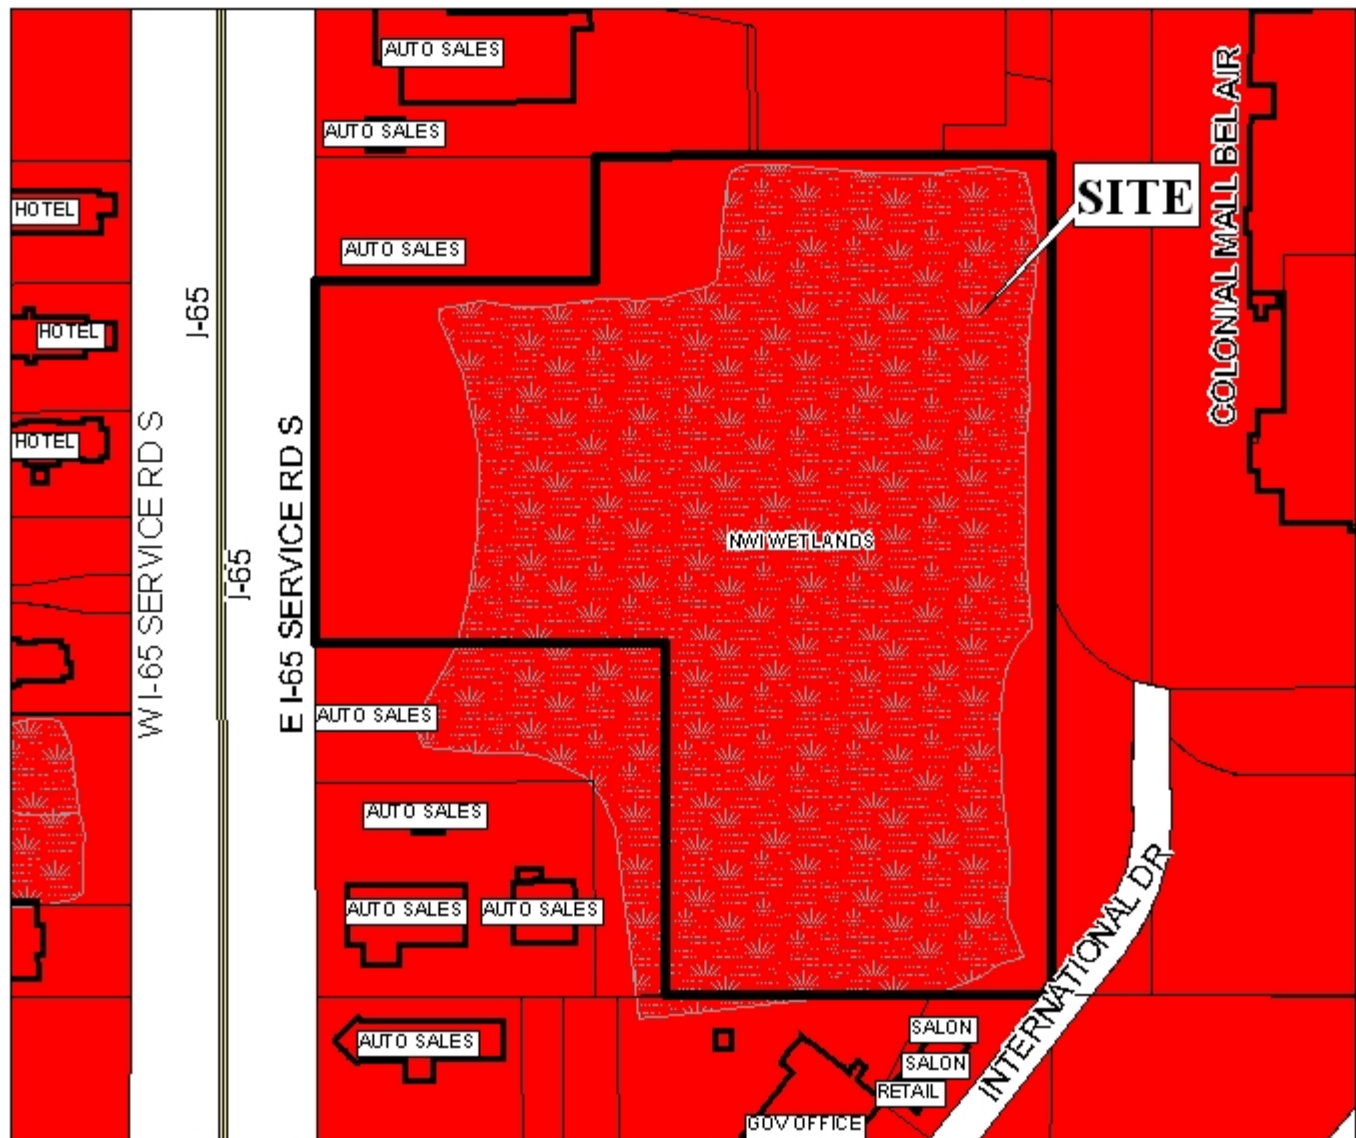 AUTO SALES
AUTO SALES
COLONIAL MALL BEL AIR
SITE
HOTEL
AUTO SALES
I-65
HOTEL
HOTEL
W I-65 SERVICE RD S
E I-65 SERVICE RD S
I-65
NWI WETLANDS
AUTO SALES
AUTO SALES
AUTO SALES
AUTO SALES
INTERNATIONAL DR
AUTO SALES
SALON
SALON
RETAIL
GOV OFFICE